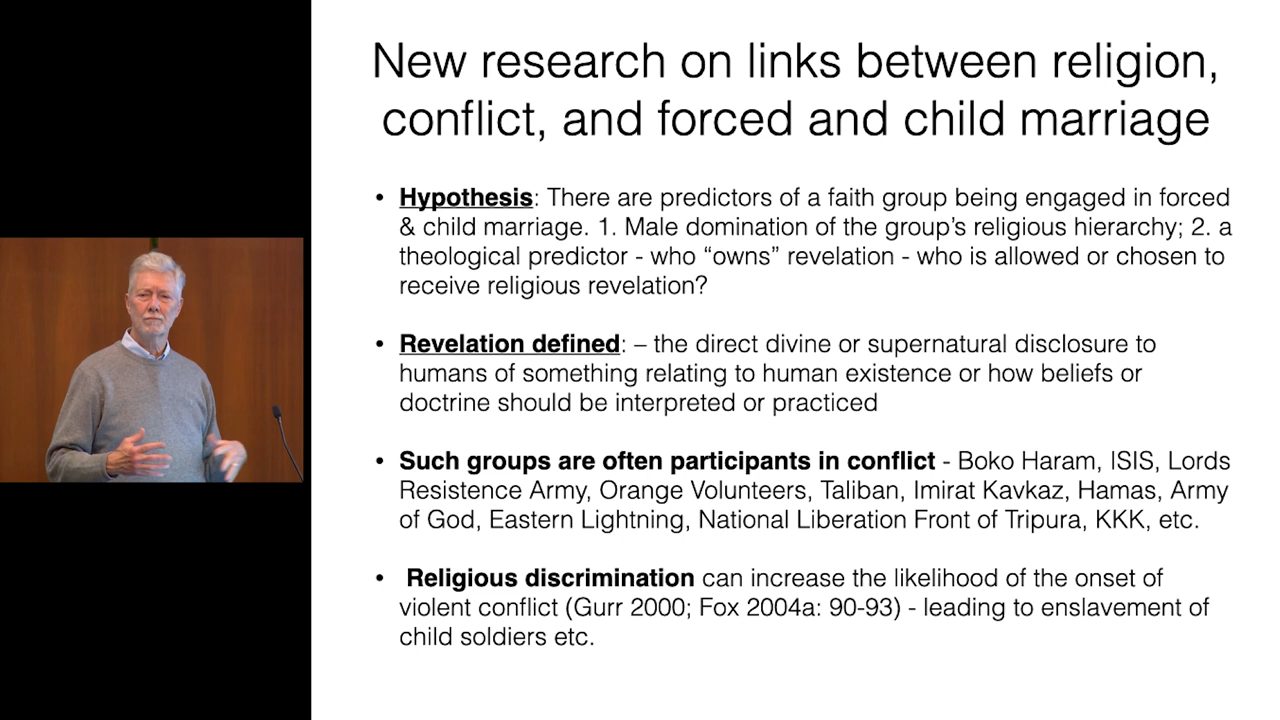 New research on links between religion,
conflict, and forced and child marriage
• Hypothesis: There are predictors of a faith group being engaged in forced
& child marriage. 1. Male domination of the group's religious hierarchy; 2. a
theological predictor - who “owns” revelation - who is allowed or chosen to
receive religious revelation?
• Revelation defined: – the direct divine or supernatural disclosure to
humans of something relating to human existence or how beliefs or
doctrine should be interpreted or practiced
• Such groups are often participants in conflict - Boko Haram, ISIS, Lords
Resistence Army, Orange Volunteers, Taliban, Imirat Kavkaz, Hamas, Army
of God, Eastern Lightning, National Liberation Front of Tripura, KKK, etc.
• Religious discrimination can increase the likelihood of the onset of
violent conflict (Gurr 2000; Fox 2004a: 90-93) - leading to enslavement of
child soldiers etc.